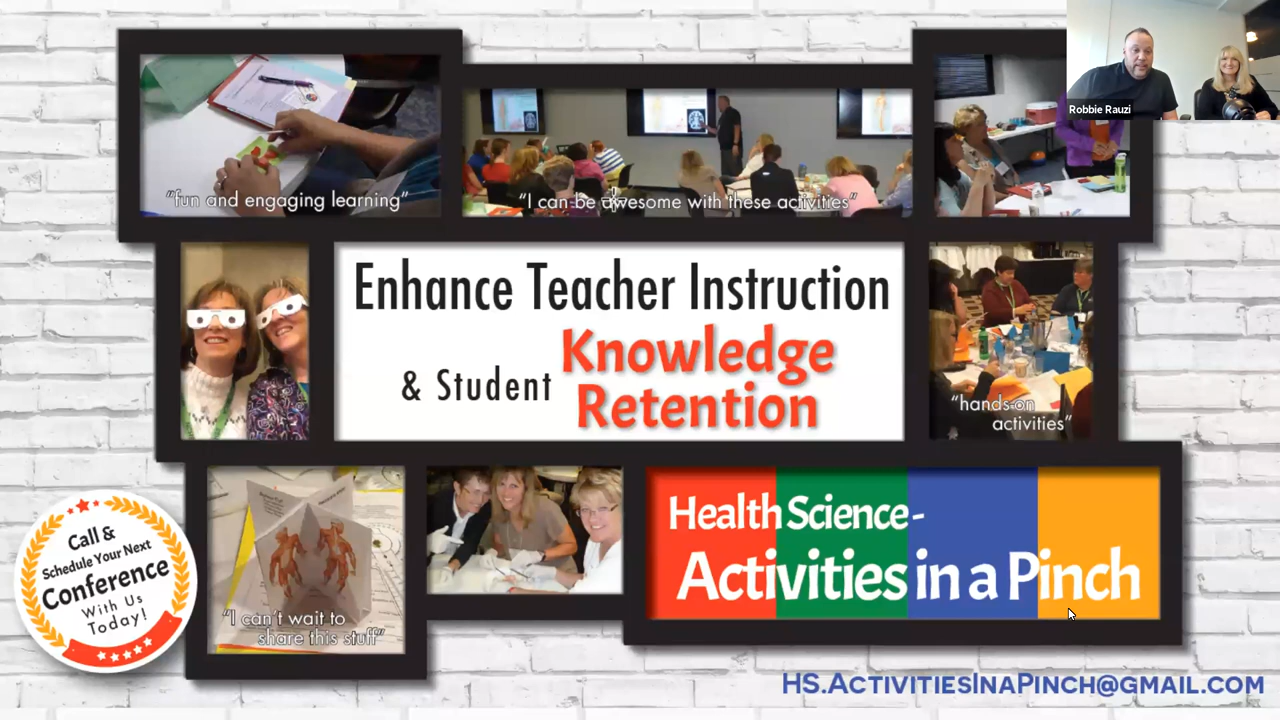 Robbie Rauzi
"fun and engaging learning"
"I can be awesome with these activities"
Enhance Teacher Instruction
& Student Knowledge
Retention
"hands-on
activities"
Call &
Schedule Your Next
Conference
With Us
Today!
"I can't wait to
share this stuff"
Health Science-
Activities in a Pinch
HS.ActivitiesInaPinch@gmail.com